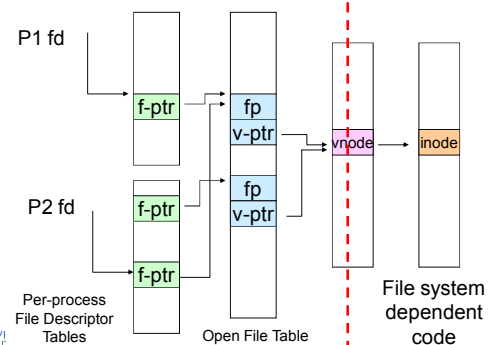 P1 fd
f-ptr
fp
v-ptr
vnode
inode
f-ptr
fp
v-ptr
P2 fd
f-ptr
Per-process
File Descriptor
Tables
Open File Table
File system
dependent
code